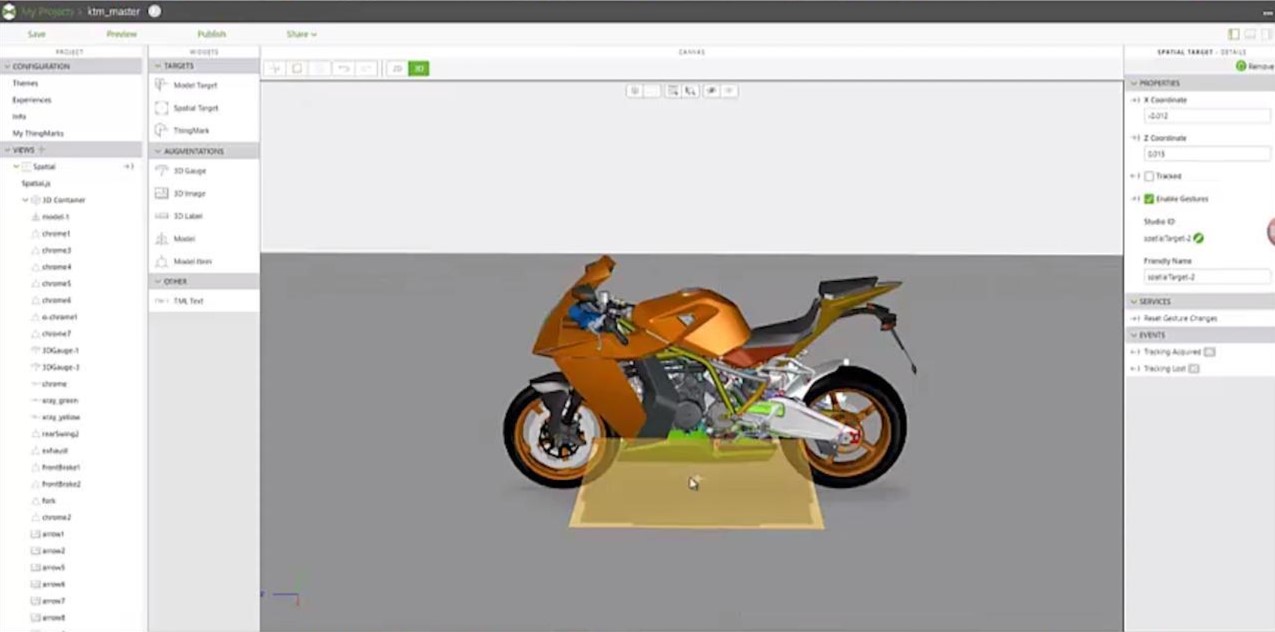 My Projects > ktm_master
Save
Preview
Publish
Share
PROJECT
CONFIGURATION
Themes
Experiences
Info
My ThingMarks
VIEWS
Spatial
Spatial.js
3D Container
model-1
chrome1
chrome3
chrome4
chrome5
chrome6
chrome7
3DGauge-1
3DGauge-3
chrome
xray_green
xray_yellow
rearSwing2
exhaust
frontBrake1
frontBrake2
fork
chrome2
arrow1
arrow2
arrow5
arrow7
WIDGETS
TARGETS
Model Target
Spatial Target
ThingMark
AUGMENTATIONS
3D Gauge
3D Image
3D Label
Model
Model Item
OTHER
TML Text
CANVAS
2D
3D
SPATIAL TARGET - DETAILS
Remove
PROPERTIES
X Coordinate
-0.012
Z Coordinate
0.015
Tracked
Enable Gestures
Studio ID
spatialTarget-2
Friendly Name
spatialTarget-2
SERVICES
Reset Gesture Changes
EVENTS
Tracking Acquired
Tracking Lost